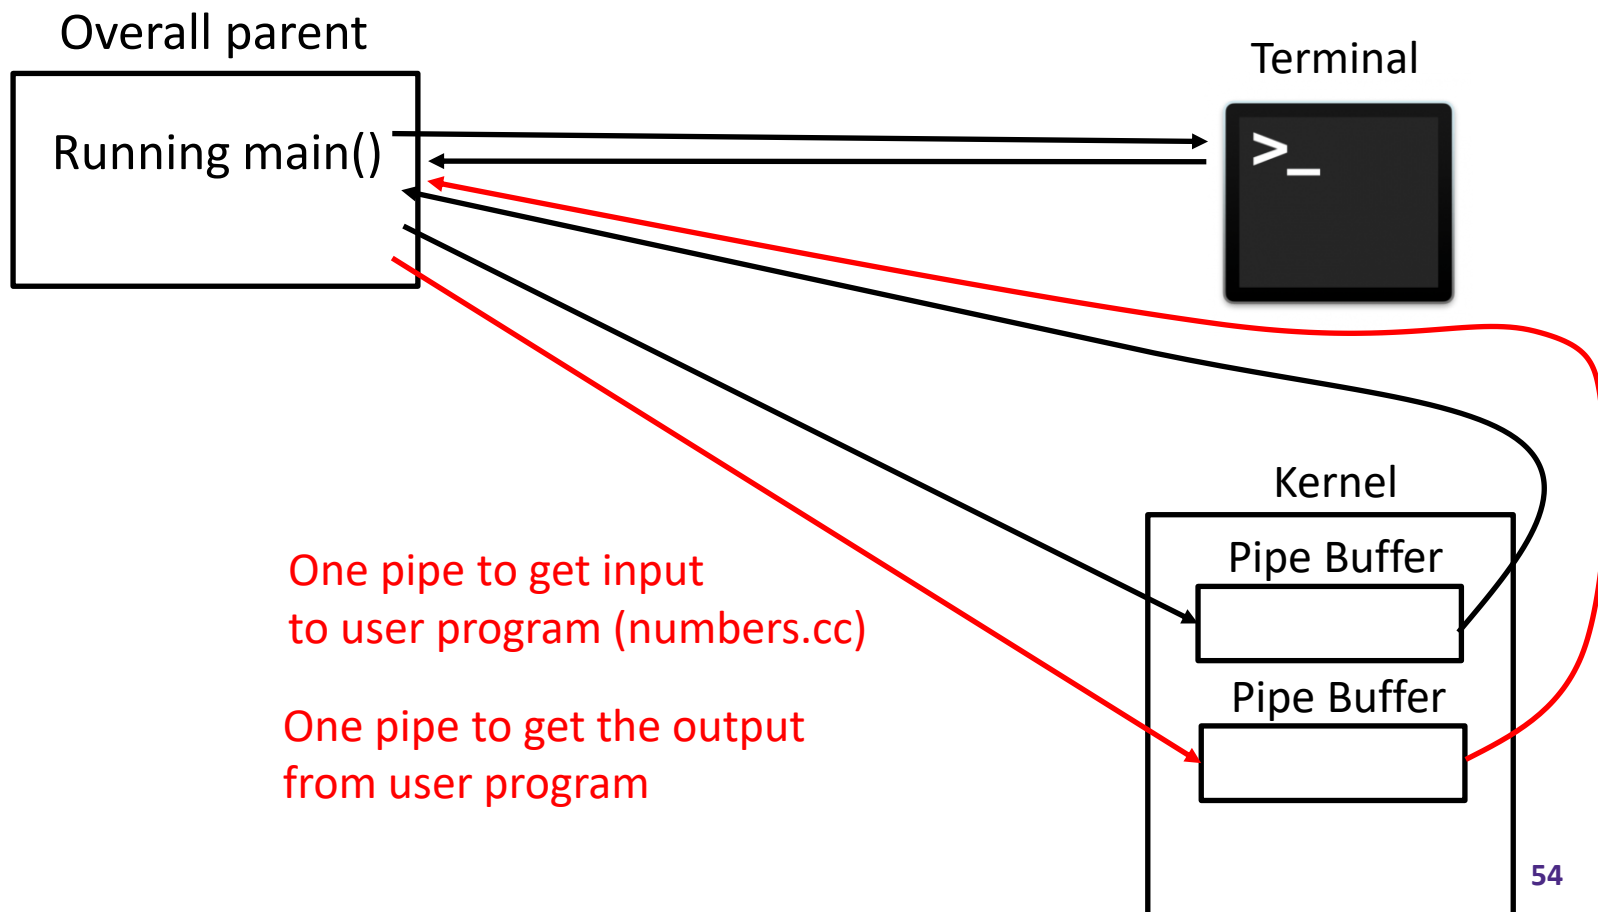 Overall parent
Terminal
Running main()
>_
Kernel
Pipe Buffer
One pipe to get input
to user program (numbers.cc)
Pipe Buffer
One pipe to get the output
from user program
54